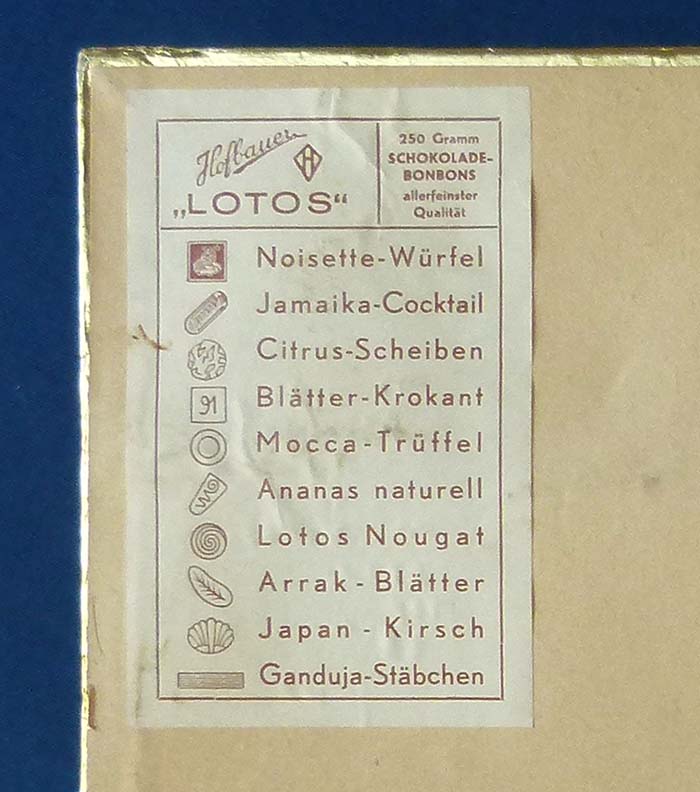 Hofbauer
H
„LOTOS“
250 Gramm
SCHOKOLADE-
BONBONS
allerfeinster
Qualität
Noisette-Würfel
Jamaika-Cocktail
Citrus-Scheiben
Blätter-Krokant
Mocca-Trüffel
Ananas naturell
Lotos Nougat
Arrak-Blätter
Japan - Kirsch
Ganduja-Stäbchen